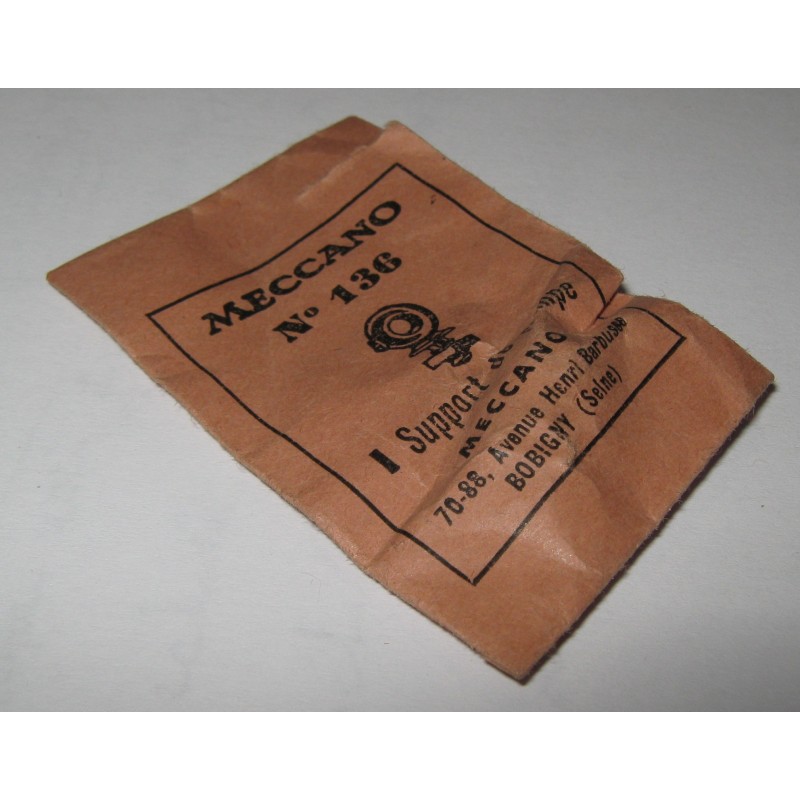 MECCANO
Nº 136
1 Support
MECCANO
70-88, Avenue Henri Barbusse
BOBIGNY (Seine)